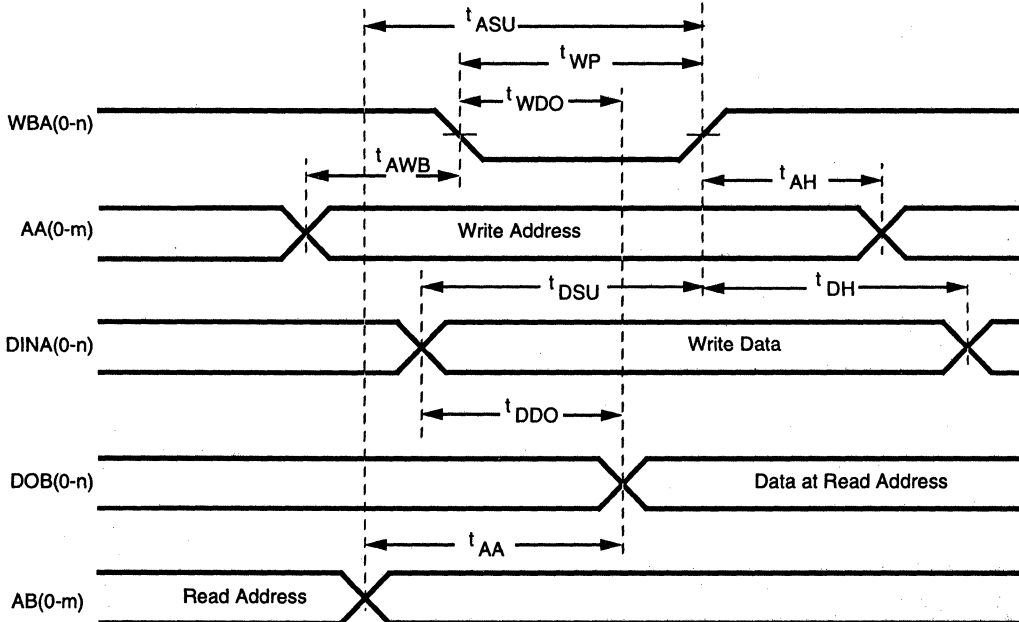 tASU
tWP
tWDO
WBA(0-n)
tAWB
tAH
AA(0-m)
Write Address
tDSU
tDH
DINA(0-n)
Write Data
tDDO
DOB(0-n)
Data at Read Address
tAA
AB(0-m)
Read Address